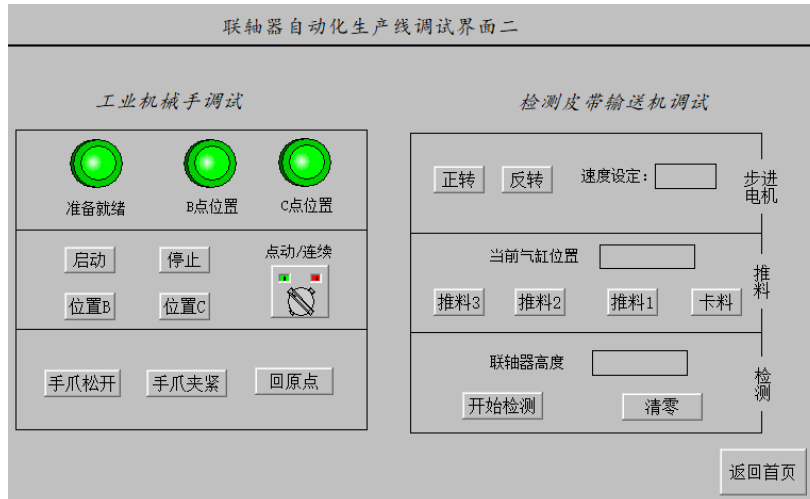 联轴器自动化生产线调试界面二
工业机械手调试
准备就绪
B点位置
C点位置
启动
停止
点动/连续
位置B
位置C
手爪松开
手爪夹紧
回原点
检测皮带输送机调试
正转
反转
速度设定:
步进
电机
当前气缸位置
推料3
推料2
推料1
卡料
推
料
联轴器高度
开始检测
清零
检
测
返回首页